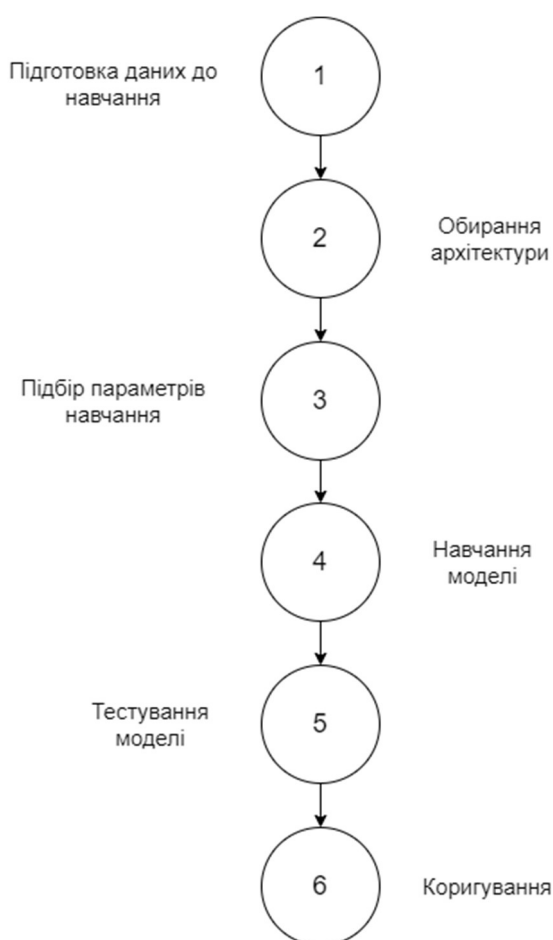 Підготовка даних до
навчання
1
2
Обирання
архітектури
Підбір параметрів
навчання
3
4
Навчання
моделі
Тестування
моделі
5
6
Коригування